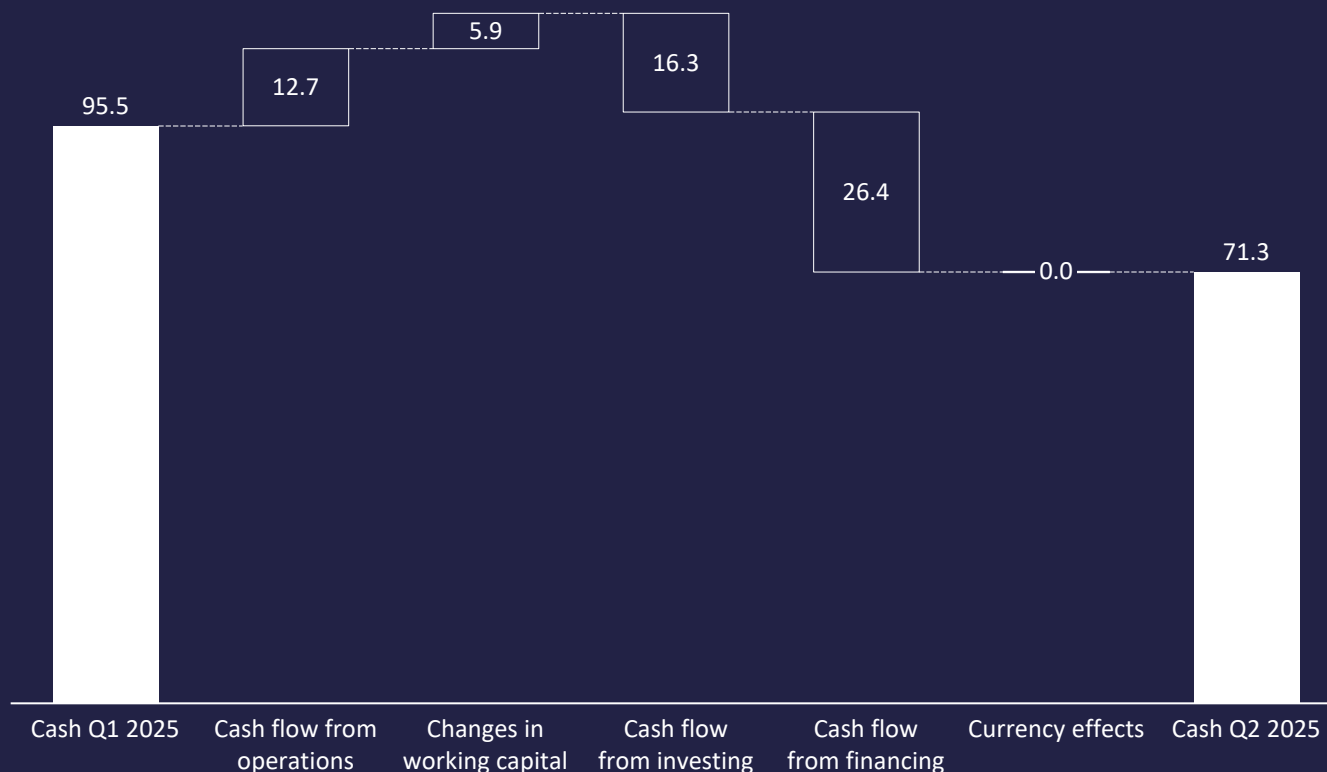 5.9
12.7
16.3
95.5
26.4
0.0
71.3
Cash Q1 2025
Cash flow from
operations
Changes in
working capital
Cash flow
from investing
Cash flow
from financing
Currency effects
Cash Q2 2025